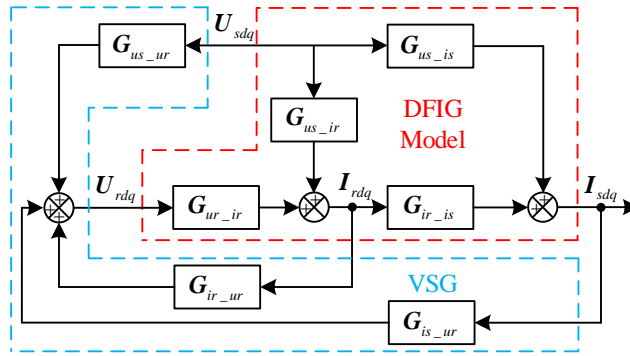 U_sdq
G_us_ur
G_us_is
G_us_ir
DFIG
Model
U_rdq
I_rdq
I_sdq
G_ur_ir
G_ir_is
G_ir_ur
VSG
G_is_ur